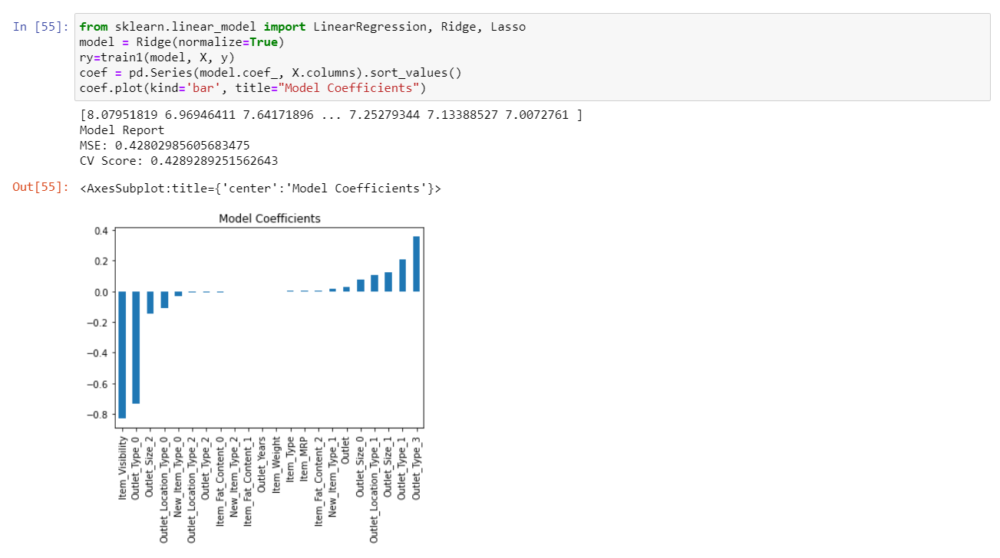 In [55]: from sklearn.linear_model import LinearRegression, Ridge, Lasso
model = Ridge(normalize=True)
ry=train1(model, X, y)
coef = pd.Series(model.coef_, X.columns).sort_values()
coef.plot(kind='bar', title="Model Coefficients")
[8.07951819 6.96946411 7.64171896 ... 7.25279344 7.13388527 7.0072761 ]
Model Report
MSE: 0.42802985605683475
CV Score: 0.4289289251562643
Out[55]: <AxesSubplot:title={'center':'Model Coefficients'}>
Model Coefficients
0.4
0.2
0.0
−0.2
−0.4
−0.6
−0.8
Item_Visibility
Outlet_Type_0
Outlet_Size_2
Outlet_Location_Type_0
New_Item_Type_0
Outlet_Location_Type_2
Outlet_Type_2
Item_Fat_Content_0
New_Item_Type_2
Item_Fat_Content_1
Outlet_Years
Item_Weight
Item_Type
Item_MRP
Item_Fat_Content_2
New_Item_Type_1
Outlet
Outlet_Size_0
Outlet_Location_Type_1
Outlet_Size_1
Outlet_Type_1
Outlet_Type_3